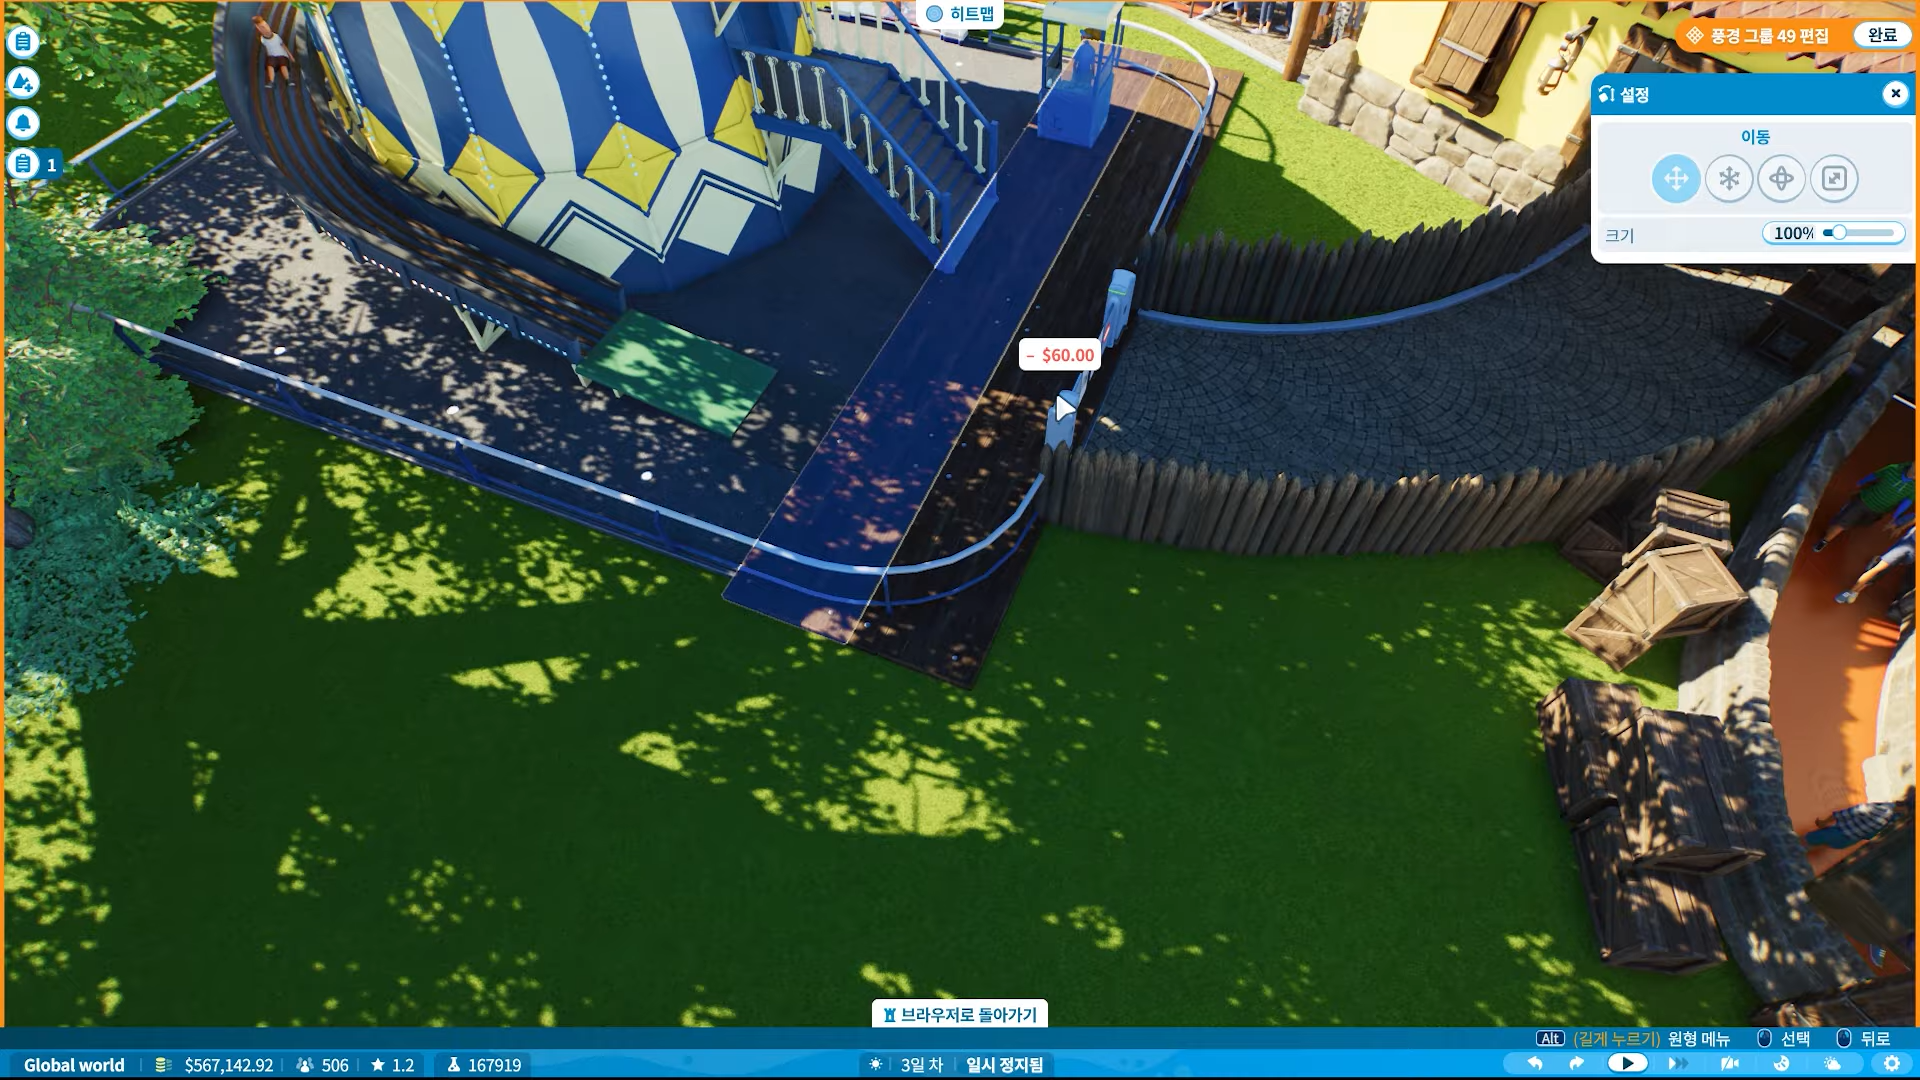 히트맵
풍경 그룹 49 편집
완료
설정
이동
크기
100%
1
– $60.00
브라우저로 돌아가기
Alt (길게 누르기) 원형 메뉴 선택 뒤로
Global world $567,142.92 506 1.2 167919 3일 차 일시 정지됨